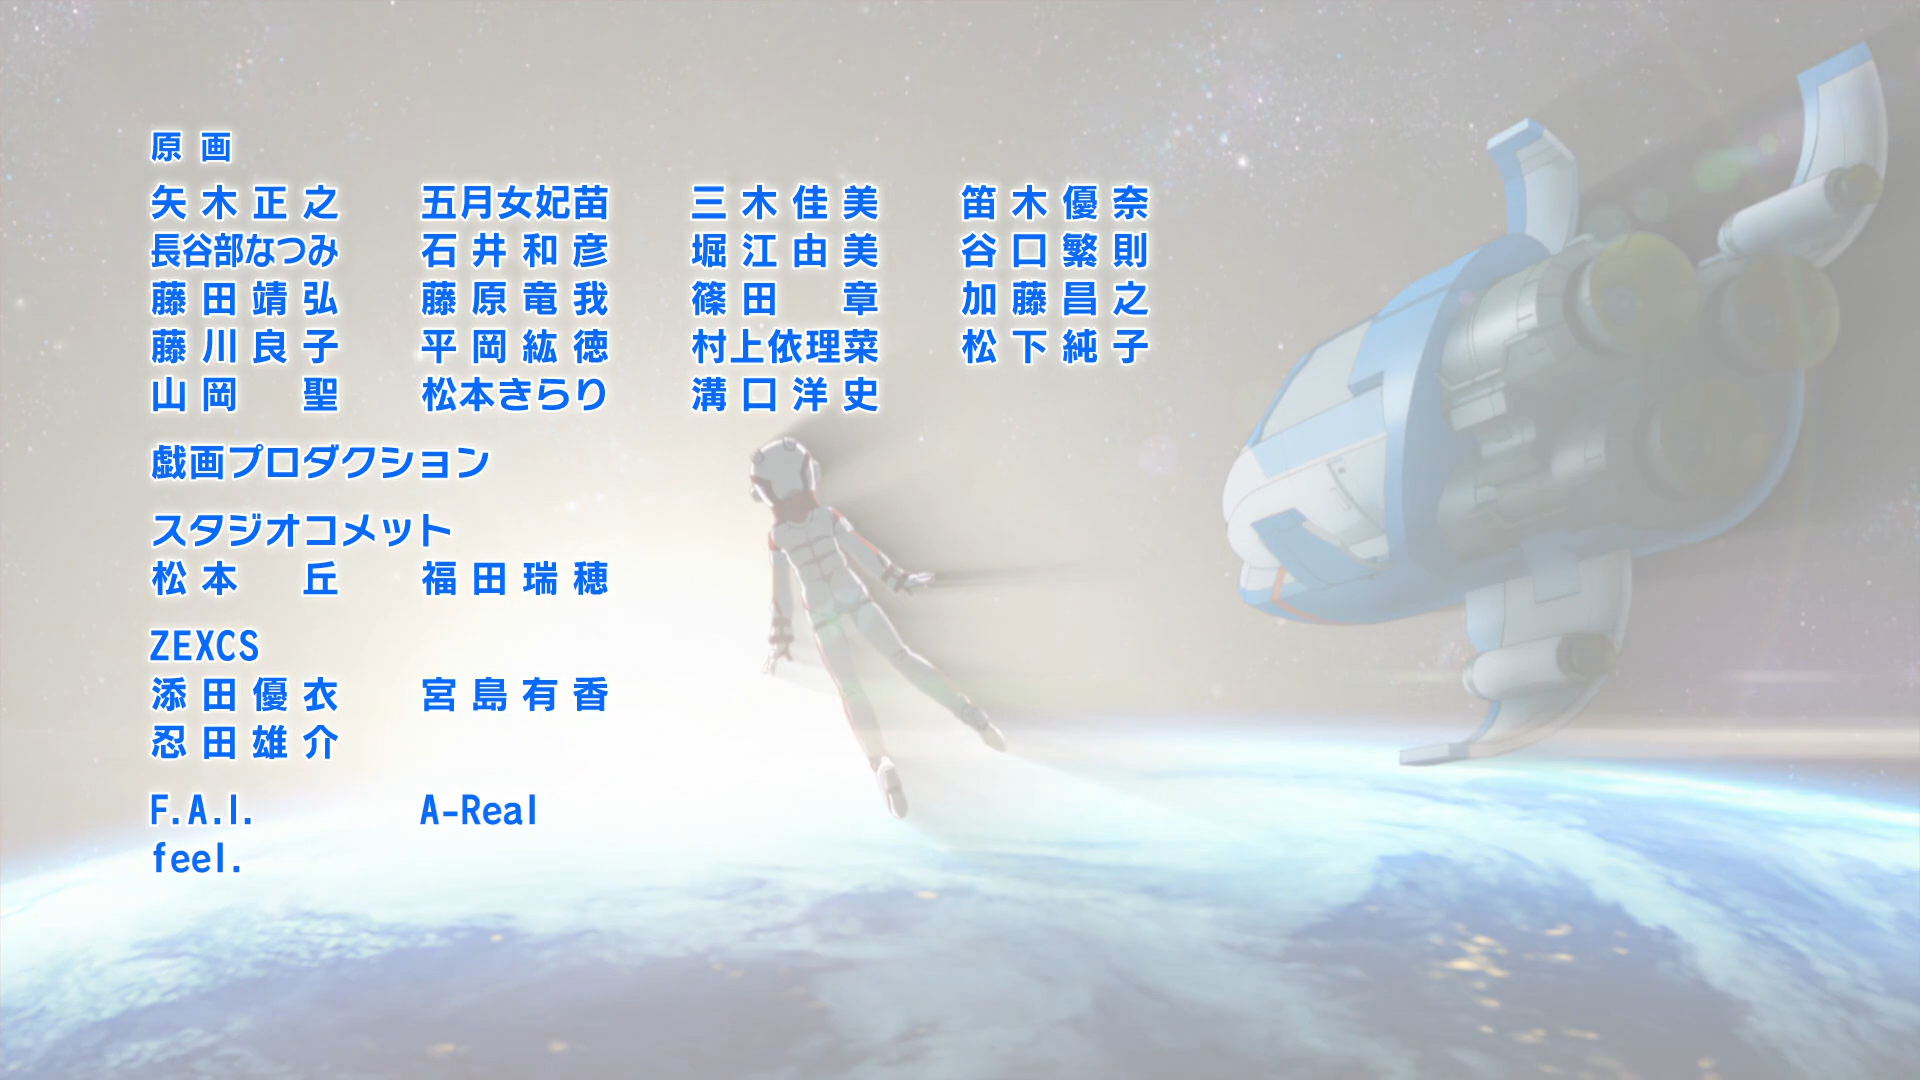 原画
矢木正之 五月女妃苗 三木佳美 笛木優奈
長谷部なつみ 石井和彦 堀江由美 谷口繁則
藤田靖弘 藤原竜我 篠田章 加藤昌之
藤川良子 平岡紘徳 村上依理菜 松下純子
山岡聖 松本きらり 溝口洋史
戯画プロダクション
スタジオコメット
松本丘 福田瑞穂
ZEXCS
添田優衣 宮島有香
忍田雄介
F.A.I. A-Real
feel.